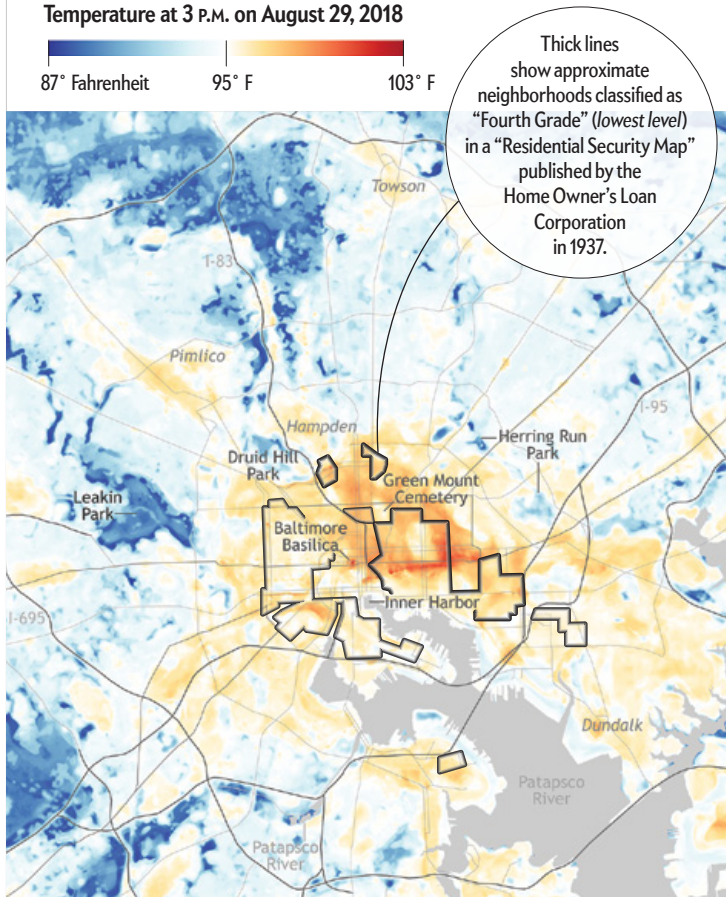 Temperature at 3 P.M. on August 29, 2018
87° Fahrenheit
95° F
103° F
Thick lines
show approximate
neighborhoods classified as
“Fourth Grade” (lowest level)
in a “Residential Security Map”
published by the
Home Owner’s Loan
Corporation
in 1937.
Towson
I-83
Pimlico
I-95
Hampden
Herring Run
Park
Druid Hill
Park
Green Mount
Cemetery
Leakin
Park
Baltimore
Basilica
Inner Harbor
I-695
Dundalk
Patapsco
River
Patapsco
River